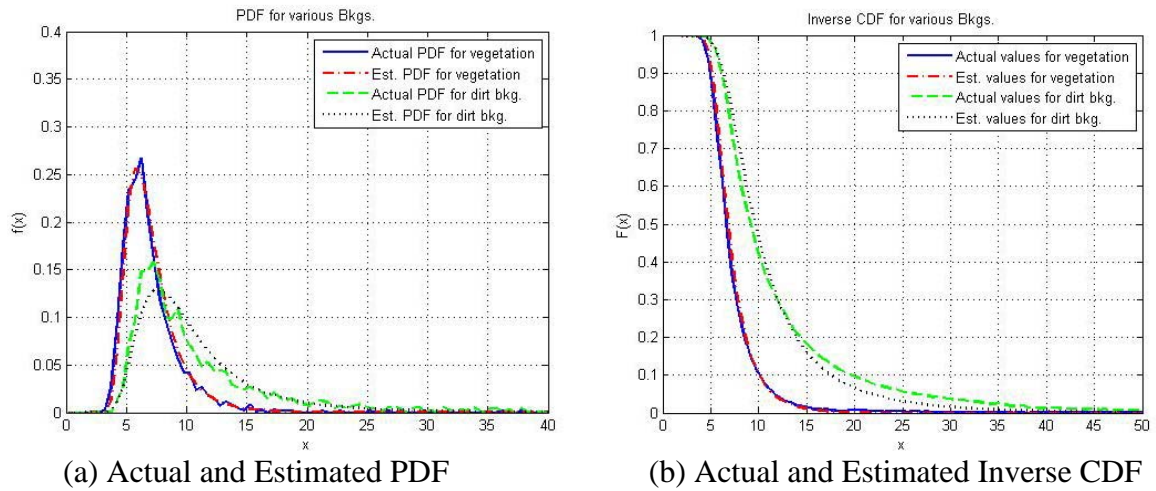 PDF for various Bkgs.
0.4
0.35
0.3
0.25
0.2
0.15
0.1
0.05
0
f(x)
Actual PDF for vegetation
Est. PDF for vegetation
Actual PDF for dirt bkg.
Est. PDF for dirt bkg.
0 5 10 15 20 25 30 35 40
x
(a) Actual and Estimated PDF
Inverse CDF for various Bkgs.
1
0.9
0.8
0.7
0.6
0.5
0.4
0.3
0.2
0.1
0
F(x)
Actual values for vegetation
Est. values for vegetation
Actual values for dirt bkg.
Est. values for dirt bkg.
0 5 10 15 20 25 30 35 40 45 50
x
(b) Actual and Estimated Inverse CDF